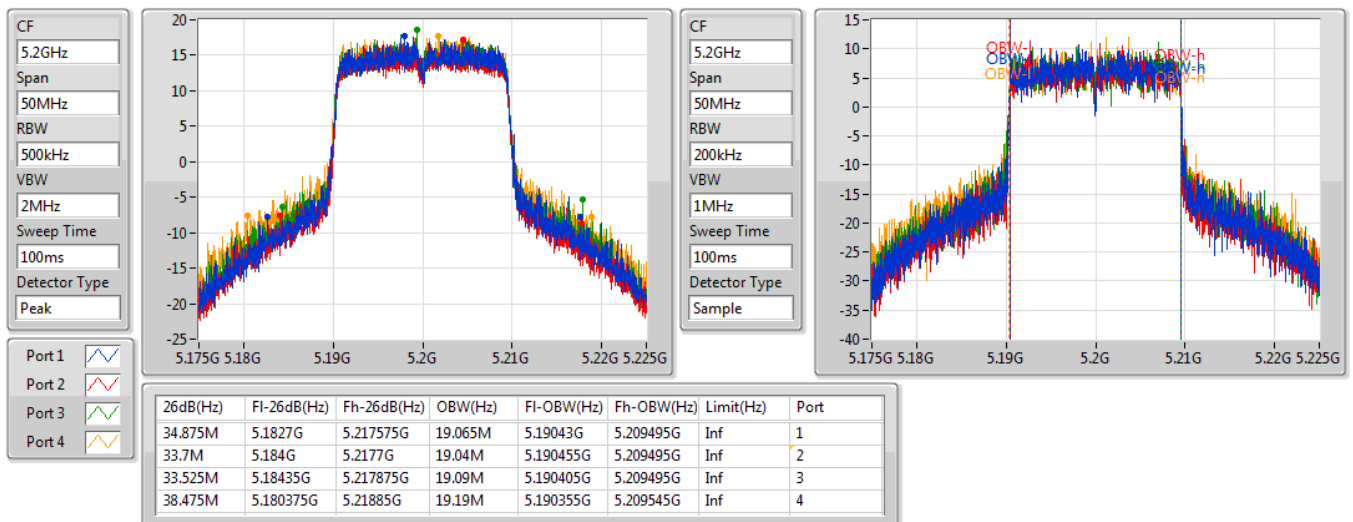 CF
5.2GHz
Span
50MHz
RBW
500kHz
VBW
2MHz
Sweep Time
100ms
Detector Type
Peak
Port 1
Port 2
Port 3
Port 4
20
15
10
5
0
-5
-10
-15
-20
-25
5.175G 5.18G 5.19G 5.2G 5.21G 5.22G 5.225G
CF
5.2GHz
Span
50MHz
RBW
200kHz
VBW
1MHz
Sweep Time
100ms
Detector Type
Sample
15
10
5
0
-5
-10
-15
-20
-25
-30
-35
-40
5.175G 5.18G 5.19G 5.2G 5.21G 5.22G 5.225G
OBW-h
OBW-h
26dB(Hz) Fl-26dB(Hz) Fh-26dB(Hz) OBW(Hz) Fl-OBW(Hz) Fh-OBW(Hz) Limit(Hz) Port
34.875M 5.1827G 5.217575G 19.065M 5.19043G 5.209495G Inf 1
33.7M 5.184G 5.2177G 19.04M 5.190455G 5.209495G Inf 2
33.525M 5.18435G 5.217875G 19.09M 5.190405G 5.209495G Inf 3
38.475M 5.180375G 5.21885G 19.19M 5.190355G 5.209545G Inf 4